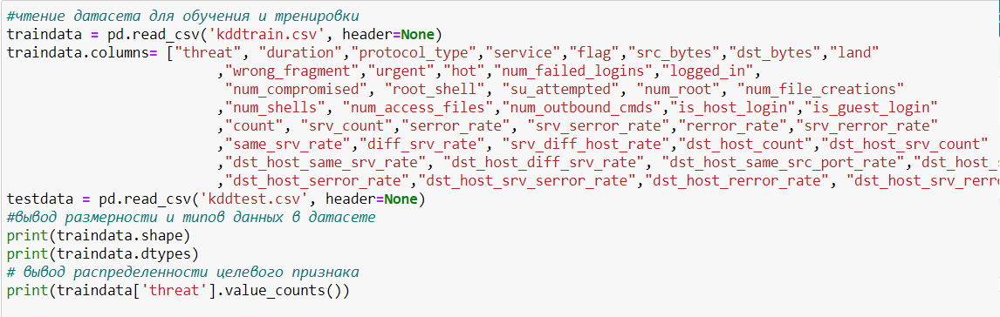 #чтение датасета для обучения и тренировки
traindata = pd.read_csv('kddtrain.csv', header=None)
traindata.columns= ["threat", "duration","protocol_type","service","flag","src_bytes","dst_bytes","land"
,"wrong_fragment","urgent","hot","num_failed_logins","logged_in",
"num_compromised", "root_shell", "su_attempted", "num_root", "num_file_creations"
,"num_shells", "num_access_files","num_outbound_cmds","is_host_login","is_guest_login"
,"count", "srv_count","serror_rate", "srv_serror_rate","rerror_rate","srv_rerror_rate"
,"same_srv_rate","diff_srv_rate", "srv_diff_host_rate","dst_host_count","dst_host_srv_count"
,"dst_host_same_srv_rate", "dst_host_diff_srv_rate", "dst_host_same_src_port_rate","dst_host_s
,"dst_host_serror_rate","dst_host_srv_serror_rate","dst_host_rerror_rate", "dst_host_srv_rerro
testdata = pd.read_csv('kddtest.csv', header=None)
#вывод размерности и типов данных в датасете
print(traindata.shape)
print(traindata.dtypes)
# вывод распределенности целевого признака
print(traindata['threat'].value_counts())